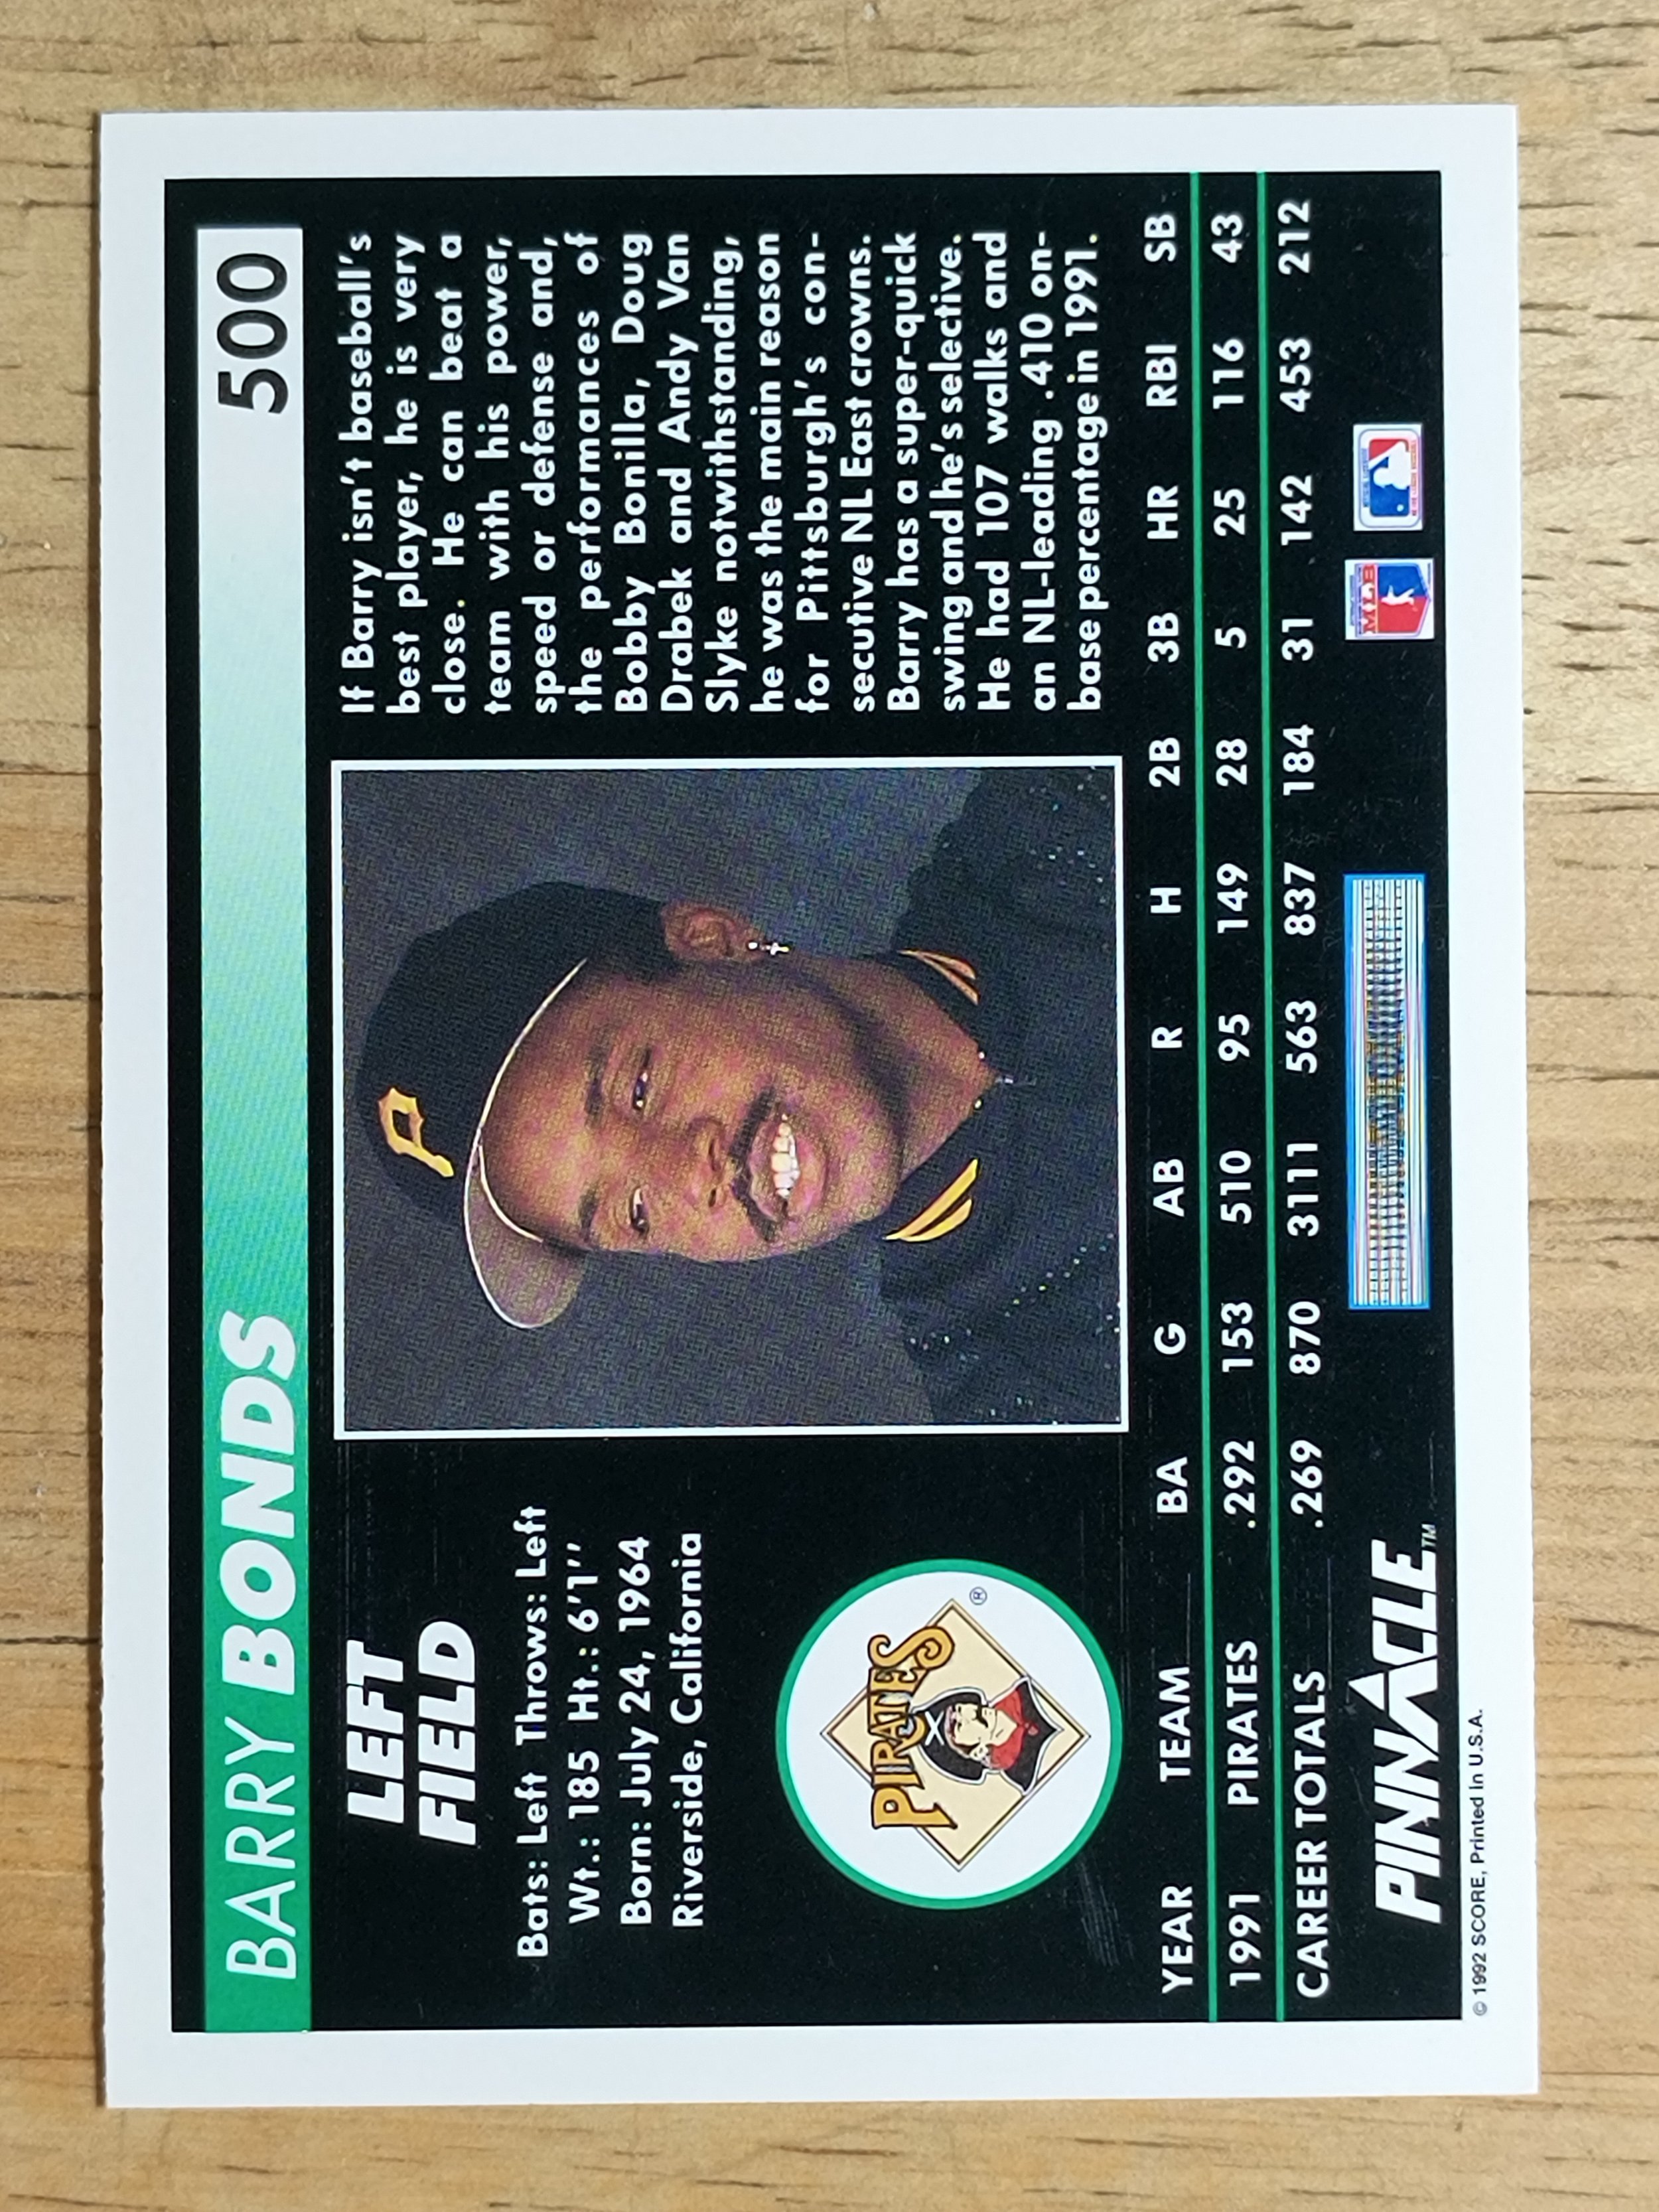 BARRY BONDS 500
LEFT
FIELD
Bats: Left Throws: Left
Wt.: 185 Ht.: 6'1''
Born: July 24, 1964
Riverside, California
PIRATES
®
P
If Barry isn't baseball's
best player, he is very
close. He can beat a
team with his power,
speed or defense and,
the performances of
Bobby Bonilla, Doug
Drabek and Andy Van
Slyke notwithstanding,
he was the main reason
for Pittsburgh's con-
secutive NL East crowns.
Barry has a super-quick
swing and he's selective.
He had 107 walks and
an NL-leading .410 on-
base percentage in 1991.
YEAR TEAM BA G AB R H 2B 3B HR RBI SB
1991 PIRATES .292 153 510 95 149 28 5 25 116 43
CAREER TOTALS .269 870 3111 563 837 184 31 142 453 212
PINNACLE™
MLB
© 1992 SCORE, Printed In U.S.A.